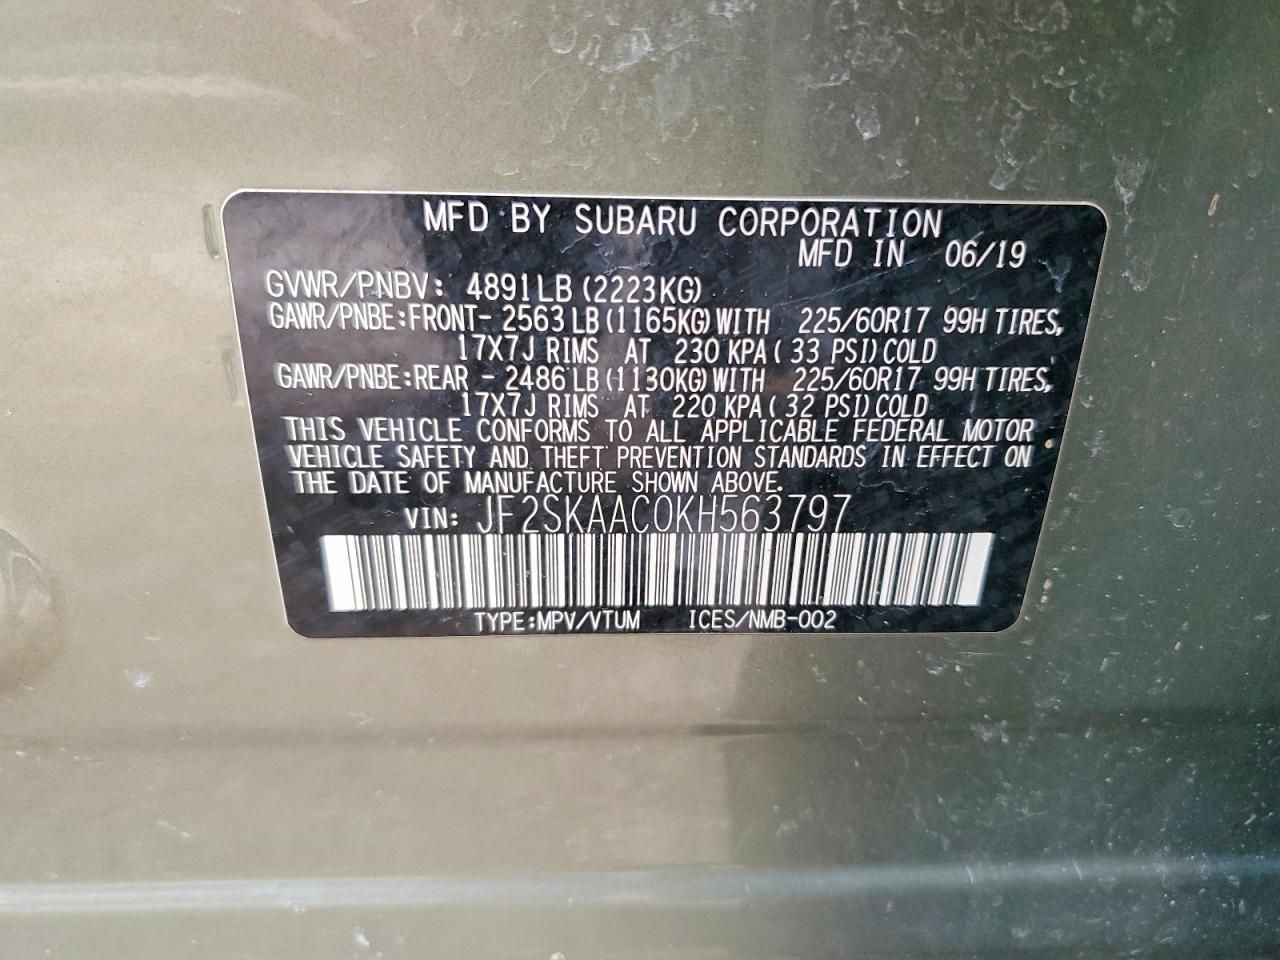 MFD BY SUBARU CORPORATION
MFD IN 06/19
GVWR/PNBV: 4891LB (2223KG)
GAWR/PNBE:FRONT- 2563 LB (1165KG) WITH 225/60R17 99H TIRES,
17X7J RIMS AT 230 KPA ( 33 PSI) COLD
GAWR/PNBE:REAR - 2486 LB (1130KG) WITH 225/60R17 99H TIRES,
17X7J RIMS AT 220 KPA ( 32 PSI) COLD
THIS VEHICLE CONFORMS TO ALL APPLICABLE FEDERAL MOTOR
VEHICLE SAFETY AND THEFT PREVENTION STANDARDS IN EFFECT ON
THE DATE OF MANUFACTURE SHOWN ABOVE.
VIN: JF2SKAAC0KH563797
TYPE:MPV/VTUM ICES/NMB-002